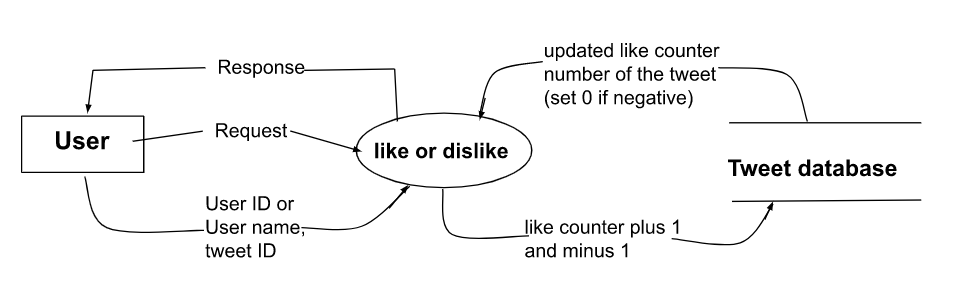 updated like counter
number of the tweet
(set 0 if negative)
Response
User
Request
like or dislike
Tweet database
User ID or
User name,
tweet ID
like counter plus 1
and minus 1